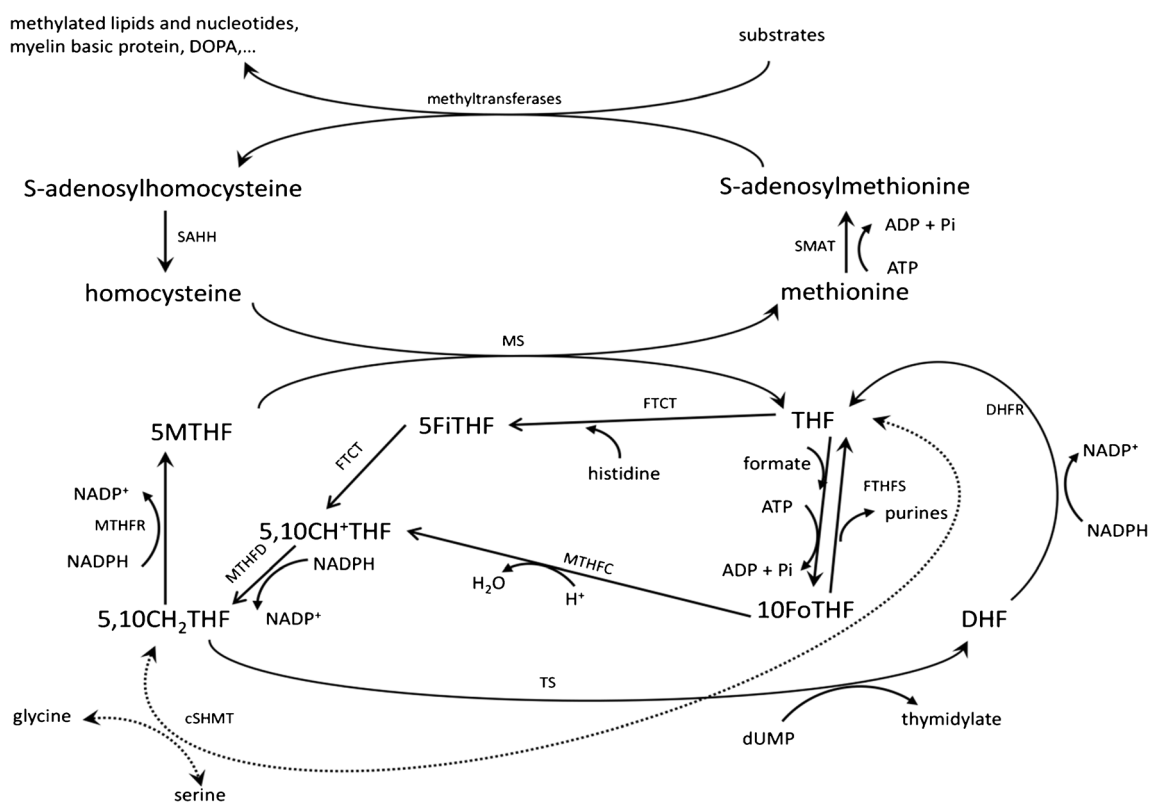 methylated lipids and nucleotides,
myelin basic protein, DOPA,...
substrates
methyltransferases
S-adenosylhomocysteine
S-adenosylmethionine
SAHH
SMAT
ADP + Pi
ATP
homocysteine
methionine
MS
5MTHF
5FiTHF
FTCT
THF
DHFR
histidine
FTCT
formate
ATP
ADP + Pi
FTHFS
purines
NADP⁺
NADPH
NADP⁺
MTHFR
NADPH
5,10CH⁺THF
MTHFD
NADPH
NADP⁺
MTHFC
H₂O
H⁺
5,10CH₂THF
10FoTHF
DHF
TS
glycine
cSHMT
serine
dUMP
thymidylate